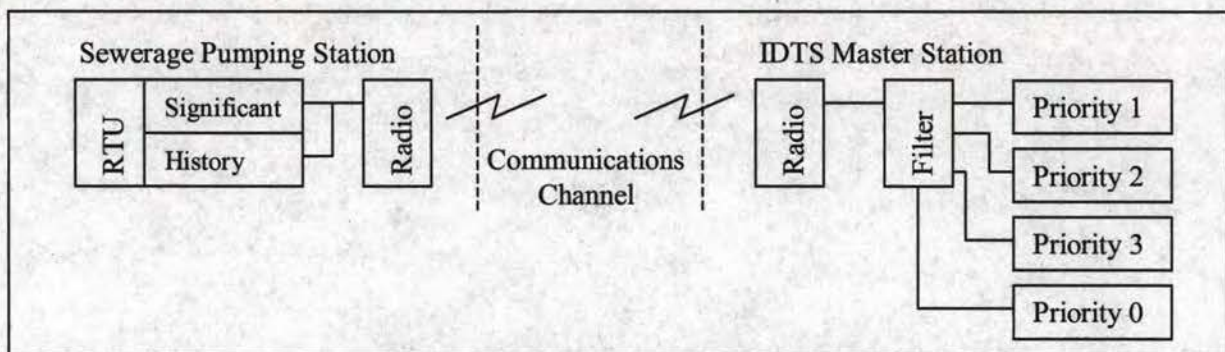 Sewerage Pumping Station
RTU
Significant
History
Radio
Communications
Channel
IDTS Master Station
Radio
Filter
Priority 1
Priority 2
Priority 3
Priority 0